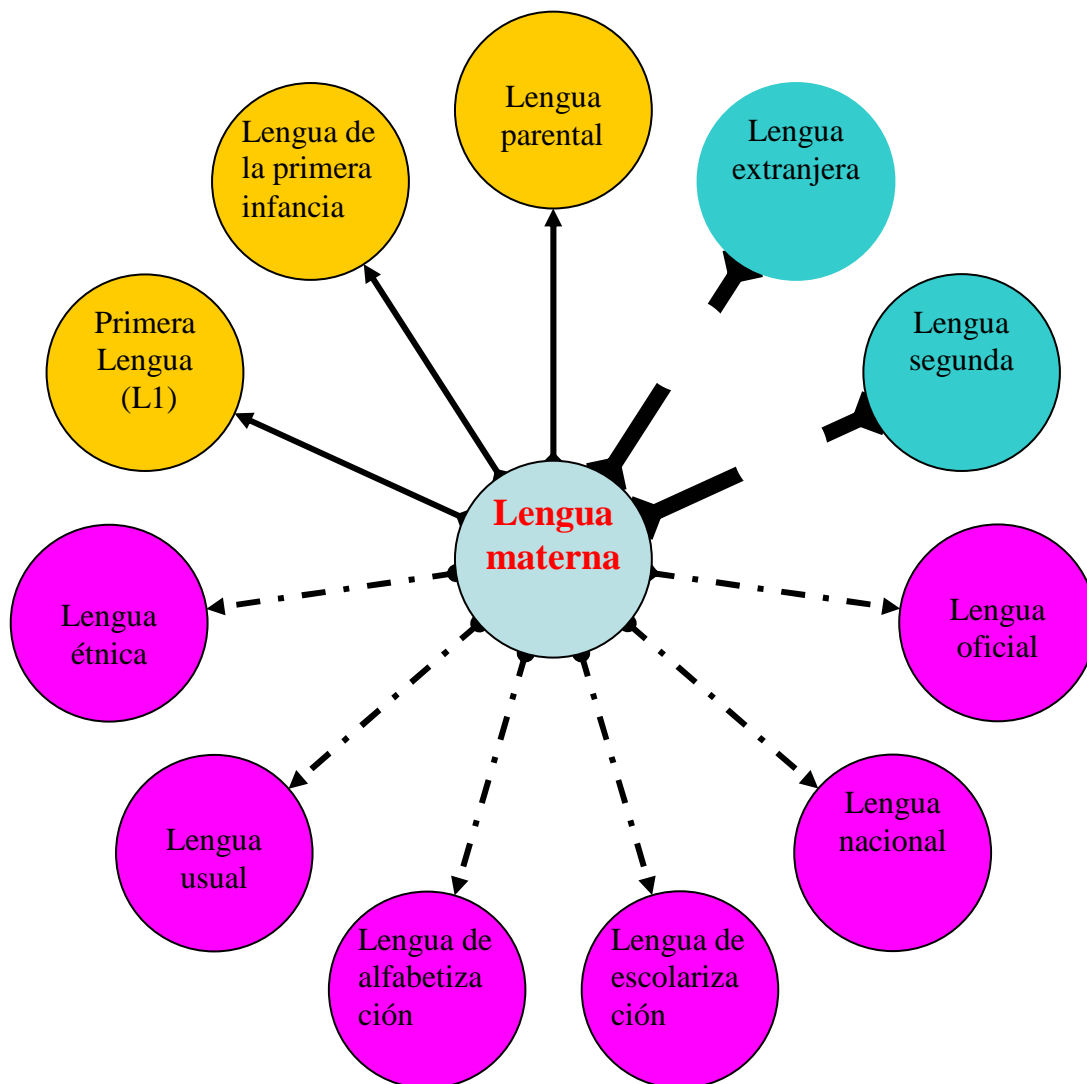 Lengua
parental
Lengua de
la primera
infancia
Lengua
extranjera
Primera
Lengua
(L1)
Lengua
segunda
Lengua
materna
Lengua
étnica
Lengua
oficial
Lengua
usual
Lengua
nacional
Lengua de
alfabetiza
ción
Lengua de
escolariza
ción